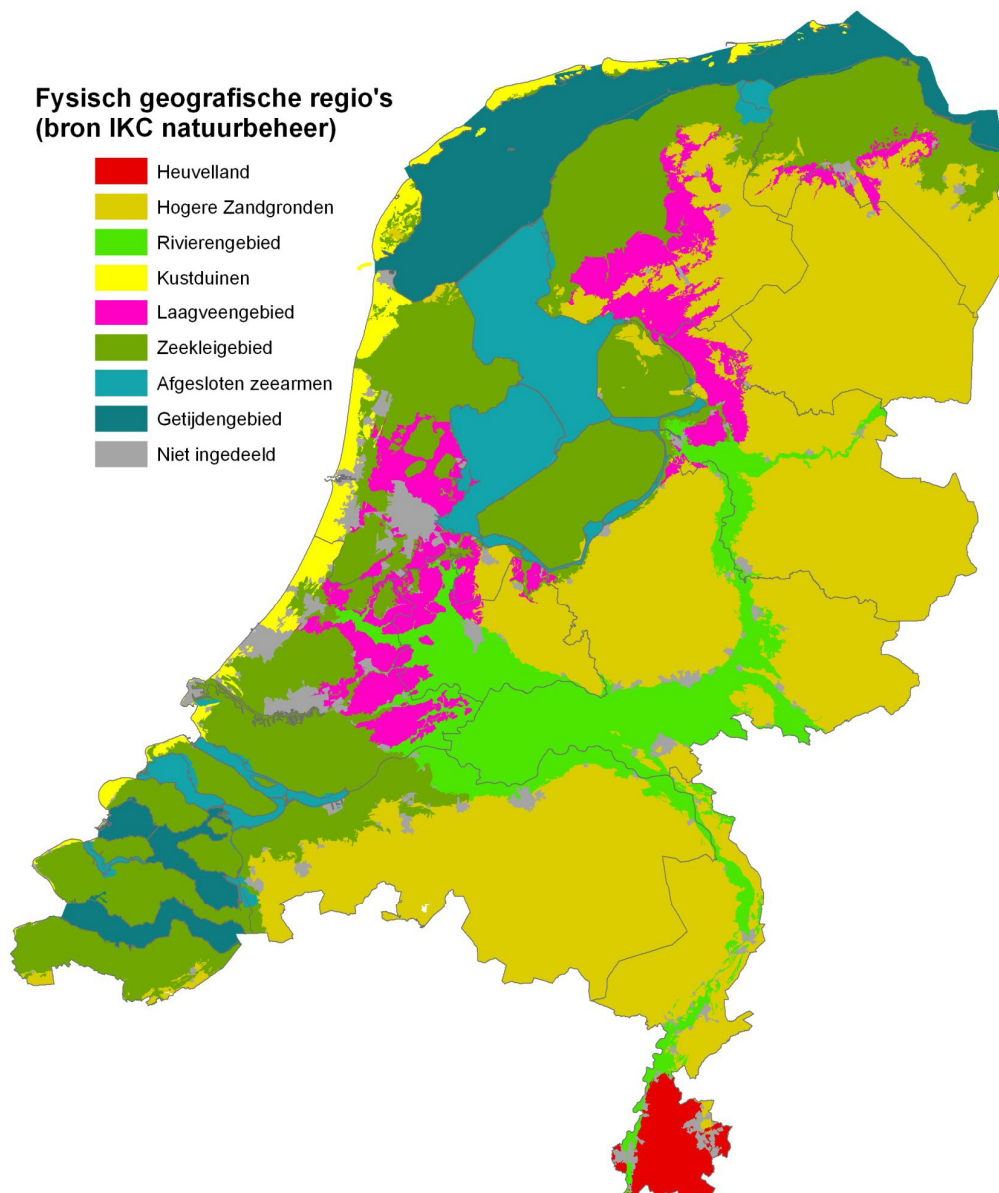 Fysisch geografische regio's
(bron IKC natuurbeheer)
Heuvelland
Hogere Zandgronden
Rivierengebied
Kustduinen
Laagveengebied
Zeekleigebied
Afgesloten zeearmen
Getijdengebied
Niet ingedeeld